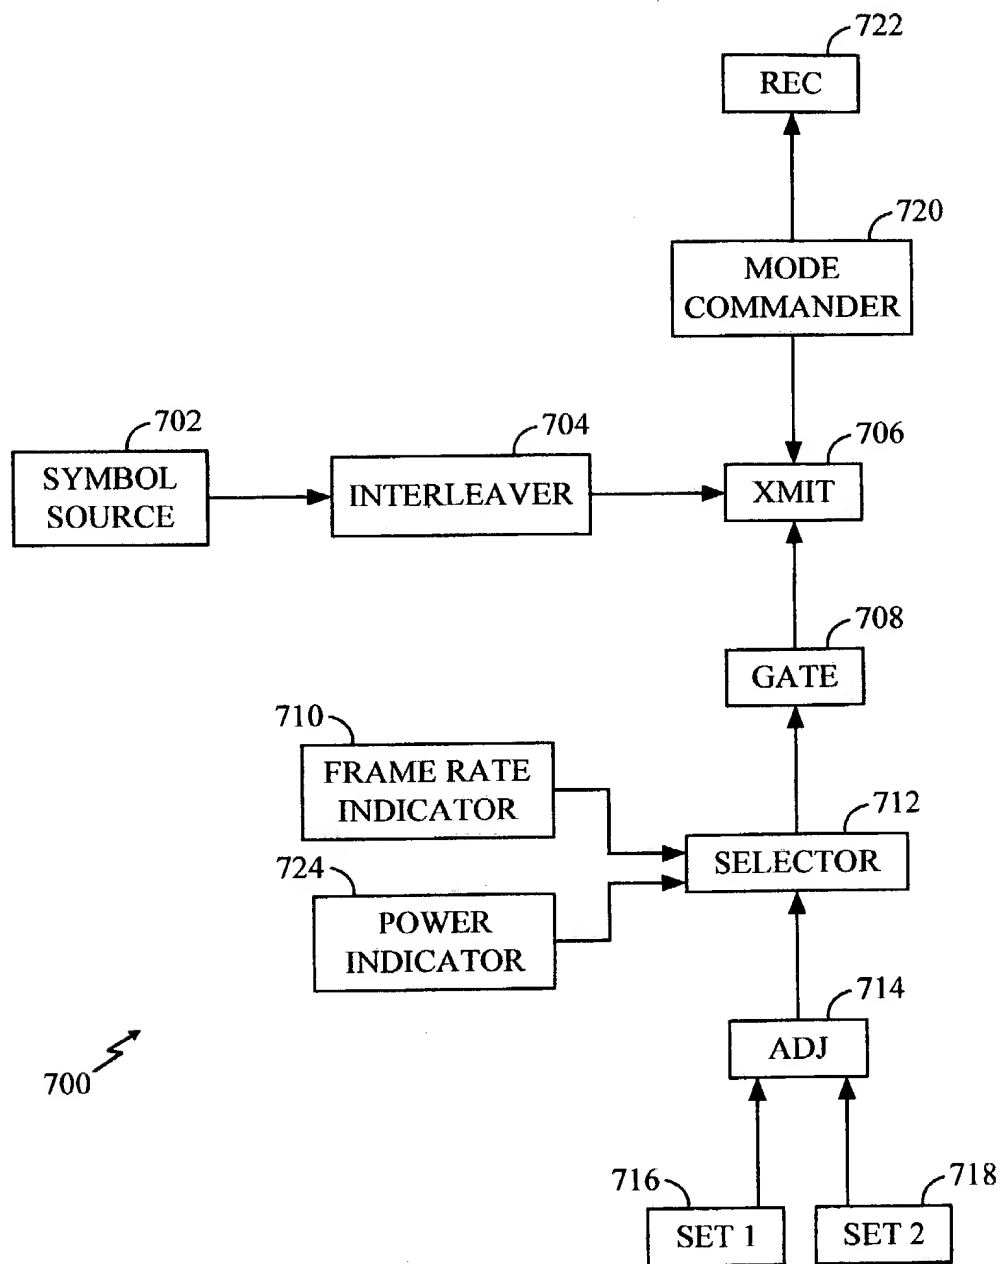 722
REC
720
MODE
COMMANDER
702
704
706
SYMBOL
SOURCE
INTERLEAVER
XMIT
708
GATE
710
FRAME RATE
INDICATOR
712
SELECTOR
724
POWER
INDICATOR
714
ADJ
700
716
718
SET 1
SET 2